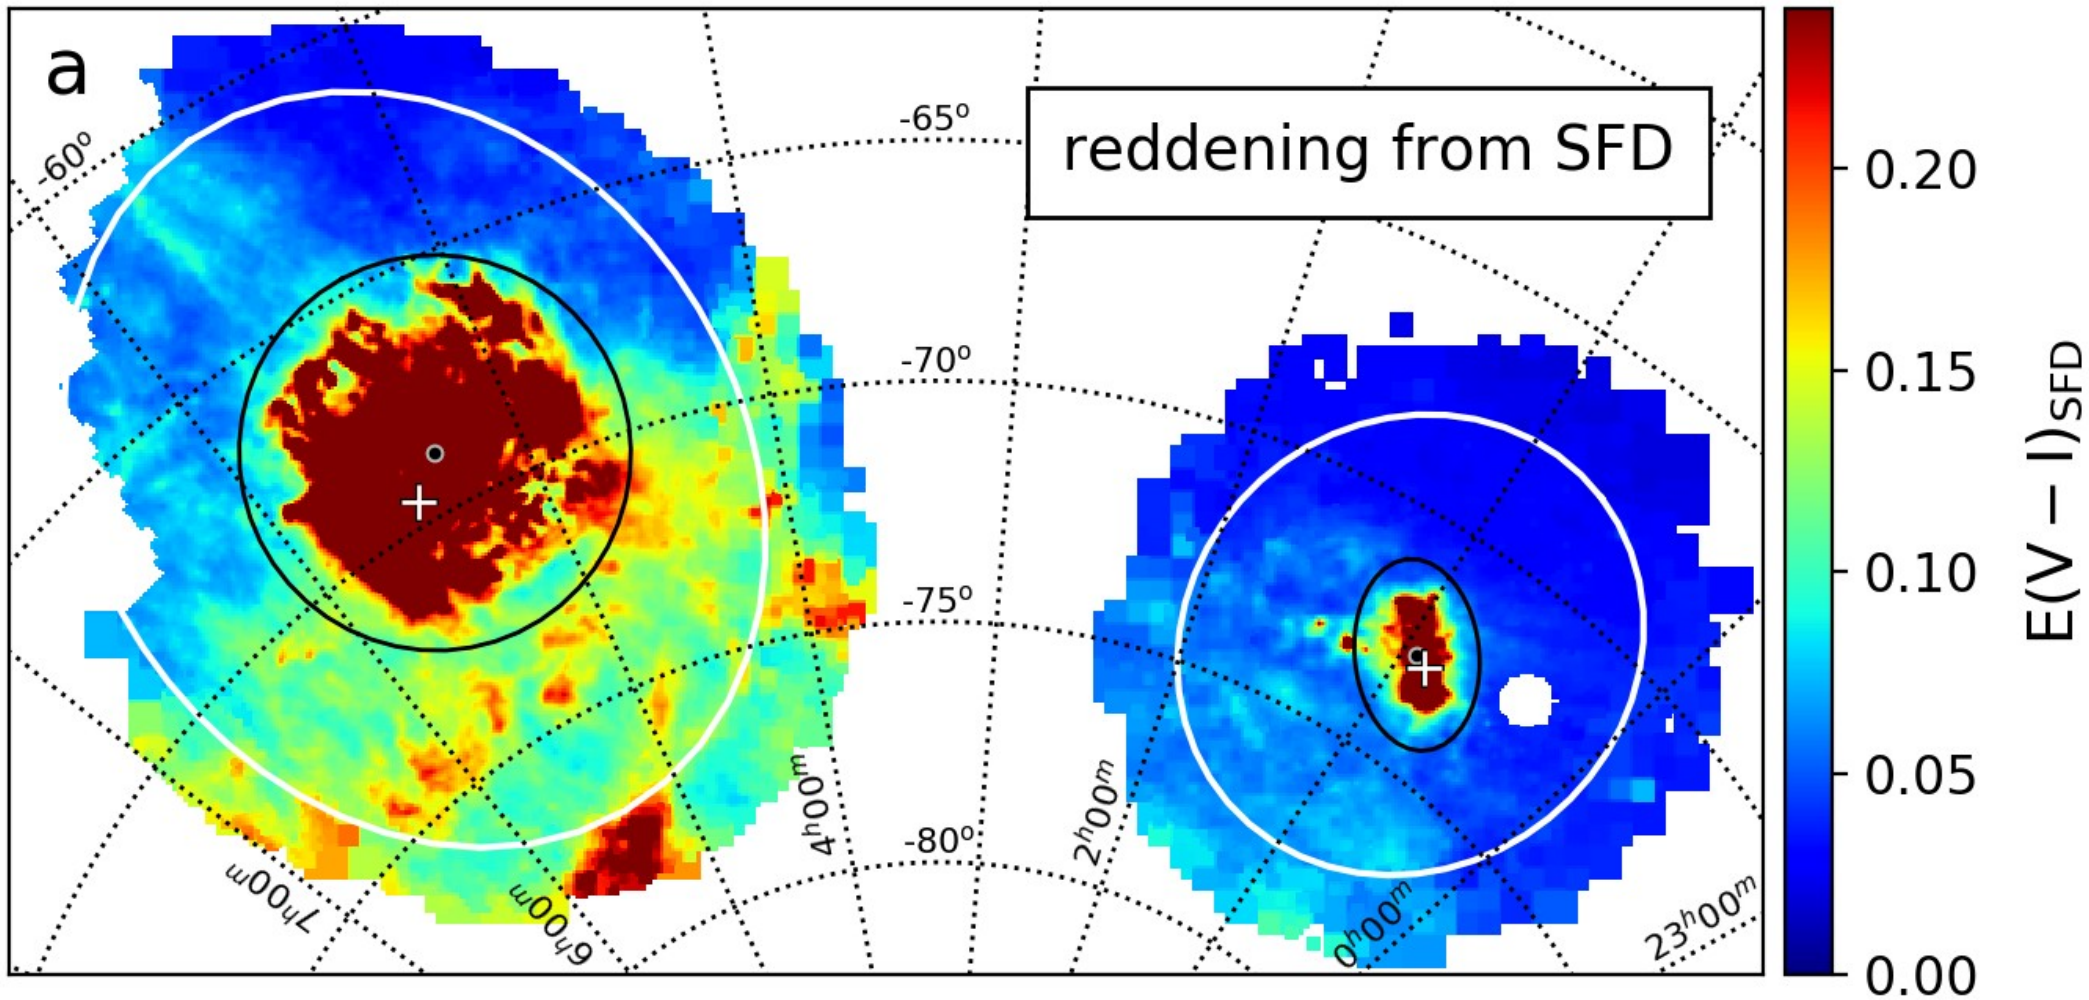 a
-60°
-65°
reddening from SFD
-70°
-75°
-80°
7ʰ00ᵐ
6ʰ00ᵐ
4ʰ00ᵐ
2ʰ00ᵐ
0ʰ00ᵐ
23ʰ00ᵐ
0.20
0.15
0.10
0.05
0.00
E(V − I)SFD